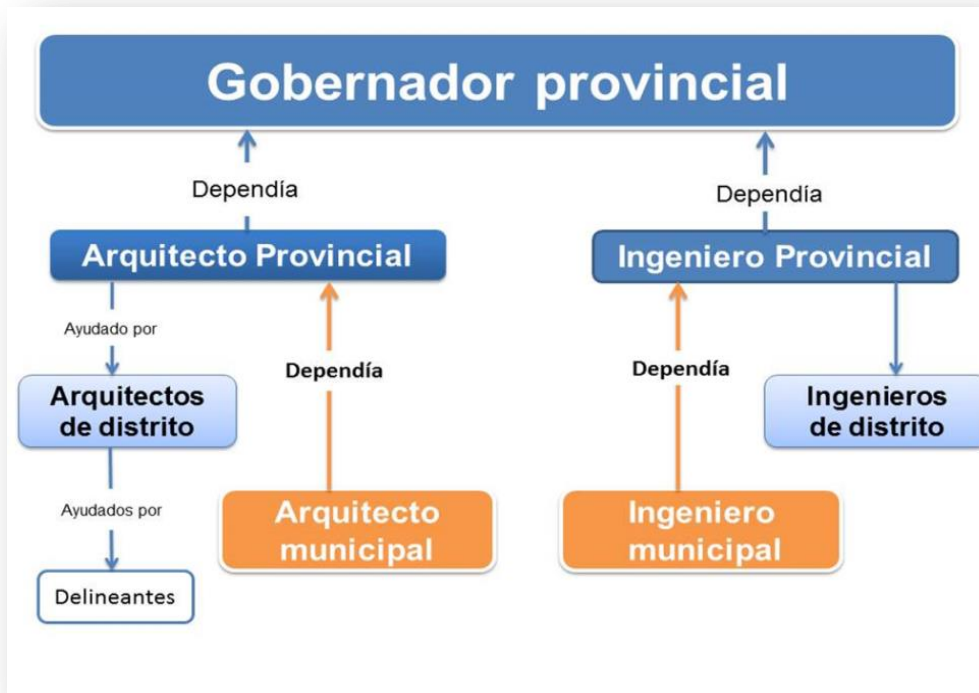 Gobernador provincial
Dependía
Dependía
Arquitecto Provincial
Ingeniero Provincial
Ayudado por
Dependía
Dependía
Arquitectos
de distrito
Ingenieros
de distrito
Ayudados por
Arquitecto
municipal
Ingeniero
municipal
Delineantes